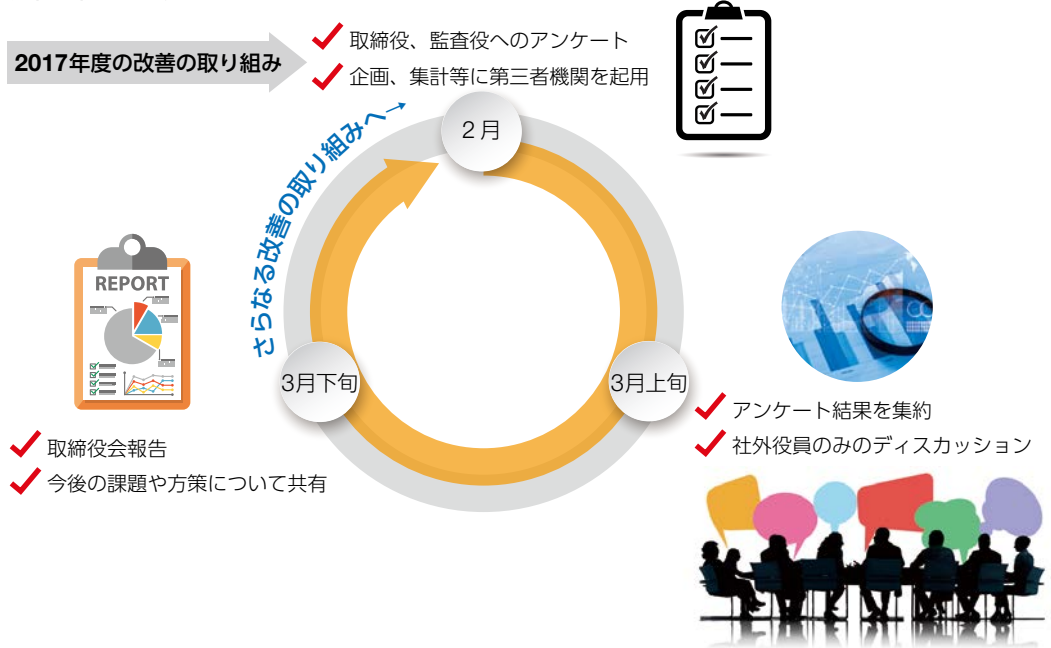 2017年度の改善の取り組み
取締役、監査役へのアンケート
企画、集計等に第三者機関を起用
2月
さらなる改善の取り組みへ→
REPORT
3月下旬
3月上旬
取締役会報告
今後の課題や方策について共有
アンケート結果を集約
社外役員のみのディスカッション